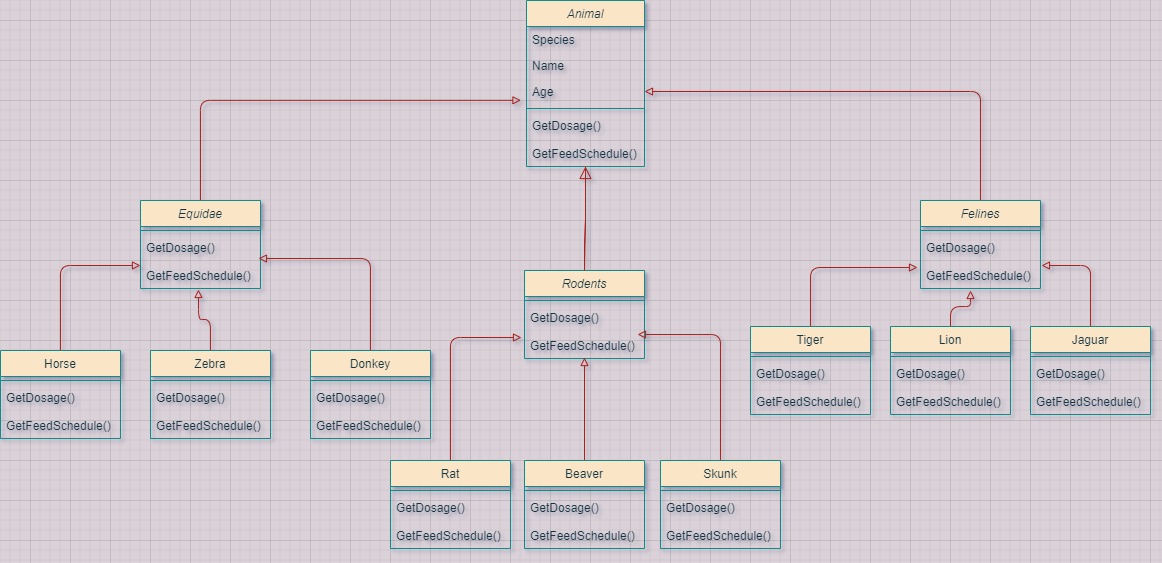 Animal
Species
Name
Age
GetDosage()
GetFeedSchedule()
Equidae
GetDosage()
GetFeedSchedule()
Felines
GetDosage()
GetFeedSchedule()
Rodents
GetDosage()
GetFeedSchedule()
Horse
GetDosage()
GetFeedSchedule()
Zebra
GetDosage()
GetFeedSchedule()
Donkey
GetDosage()
GetFeedSchedule()
Tiger
GetDosage()
GetFeedSchedule()
Lion
GetDosage()
GetFeedSchedule()
Jaguar
GetDosage()
GetFeedSchedule()
Rat
GetDosage()
GetFeedSchedule()
Beaver
GetDosage()
GetFeedSchedule()
Skunk
GetDosage()
GetFeedSchedule()